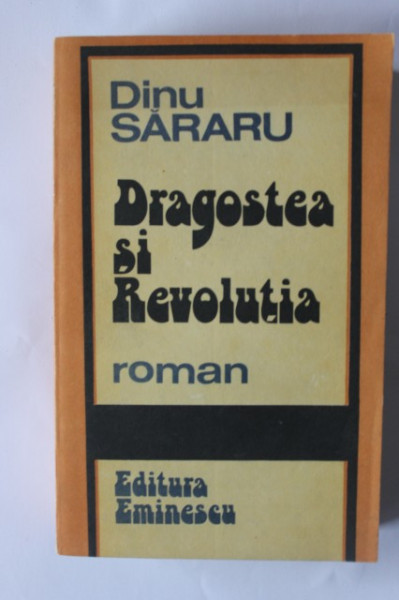 Dinu
SĂRARU
Dragostea
și
Revoluția
roman
Editura
Eminescu